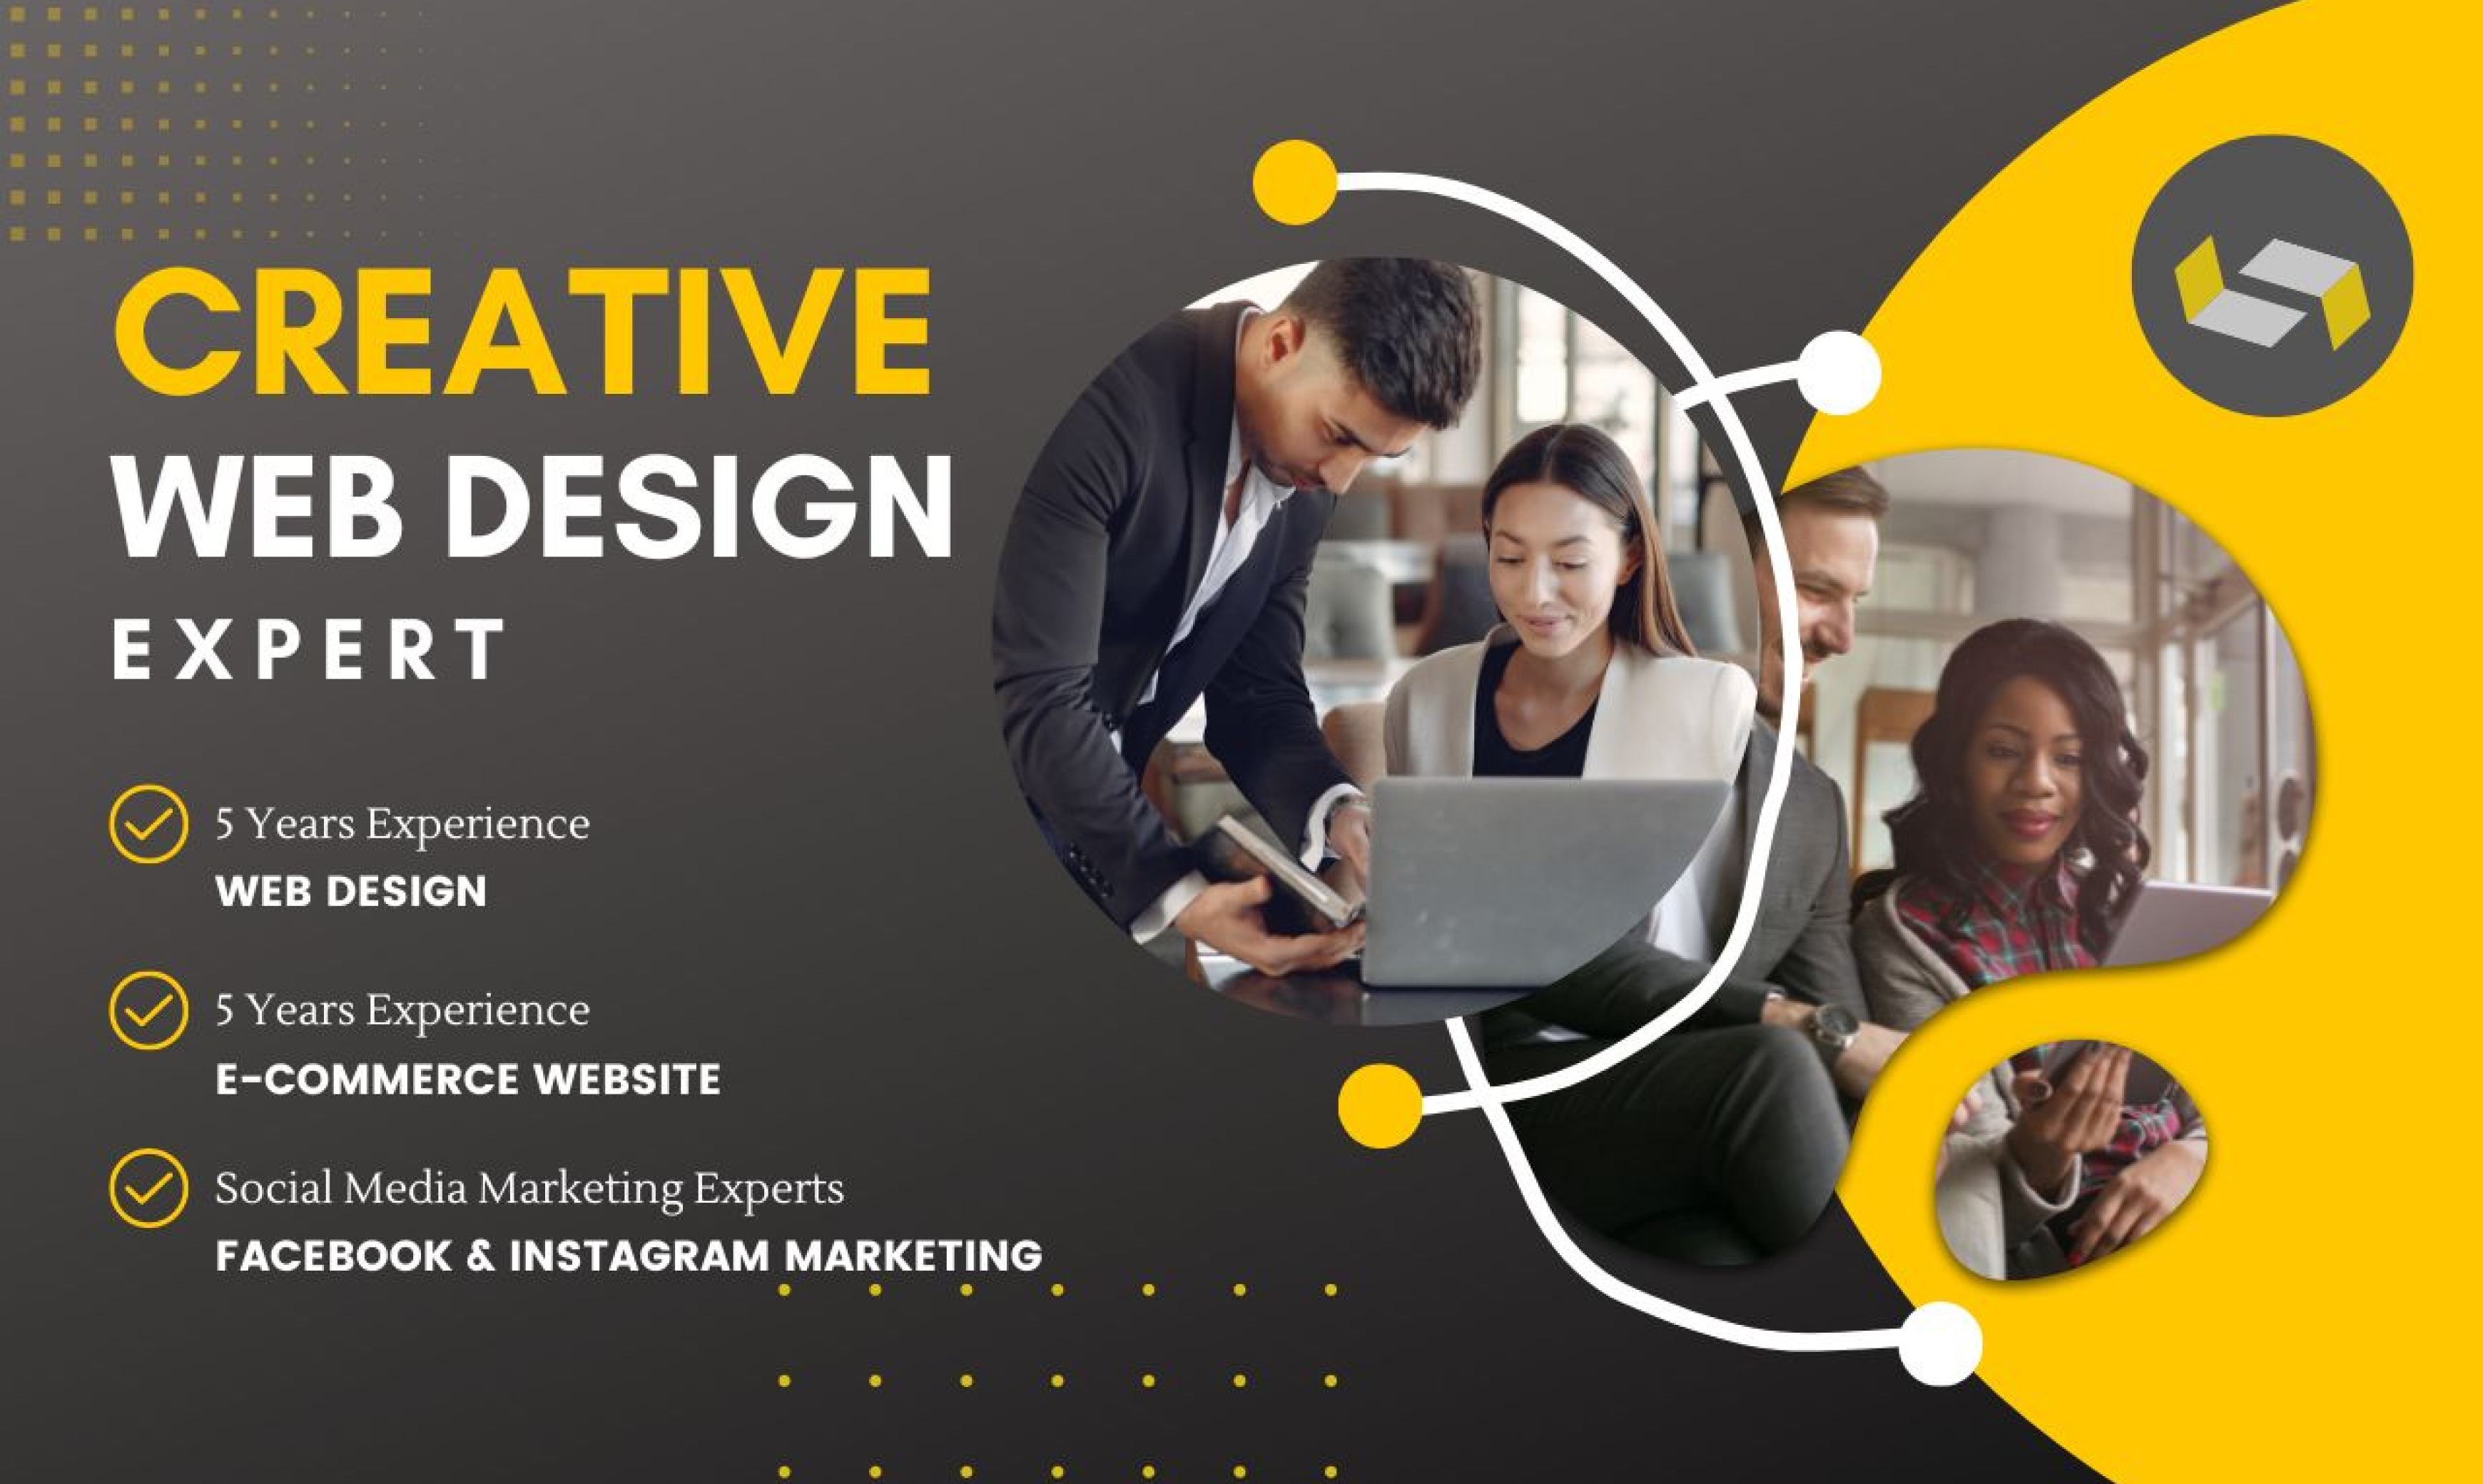 CREATIVE
WEB DESIGN
EXPERT
5 Years Experience
WEB DESIGN
5 Years Experience
E-COMMERCE WEBSITE
Social Media Marketing Experts
FACEBOOK & INSTAGRAM MARKETING